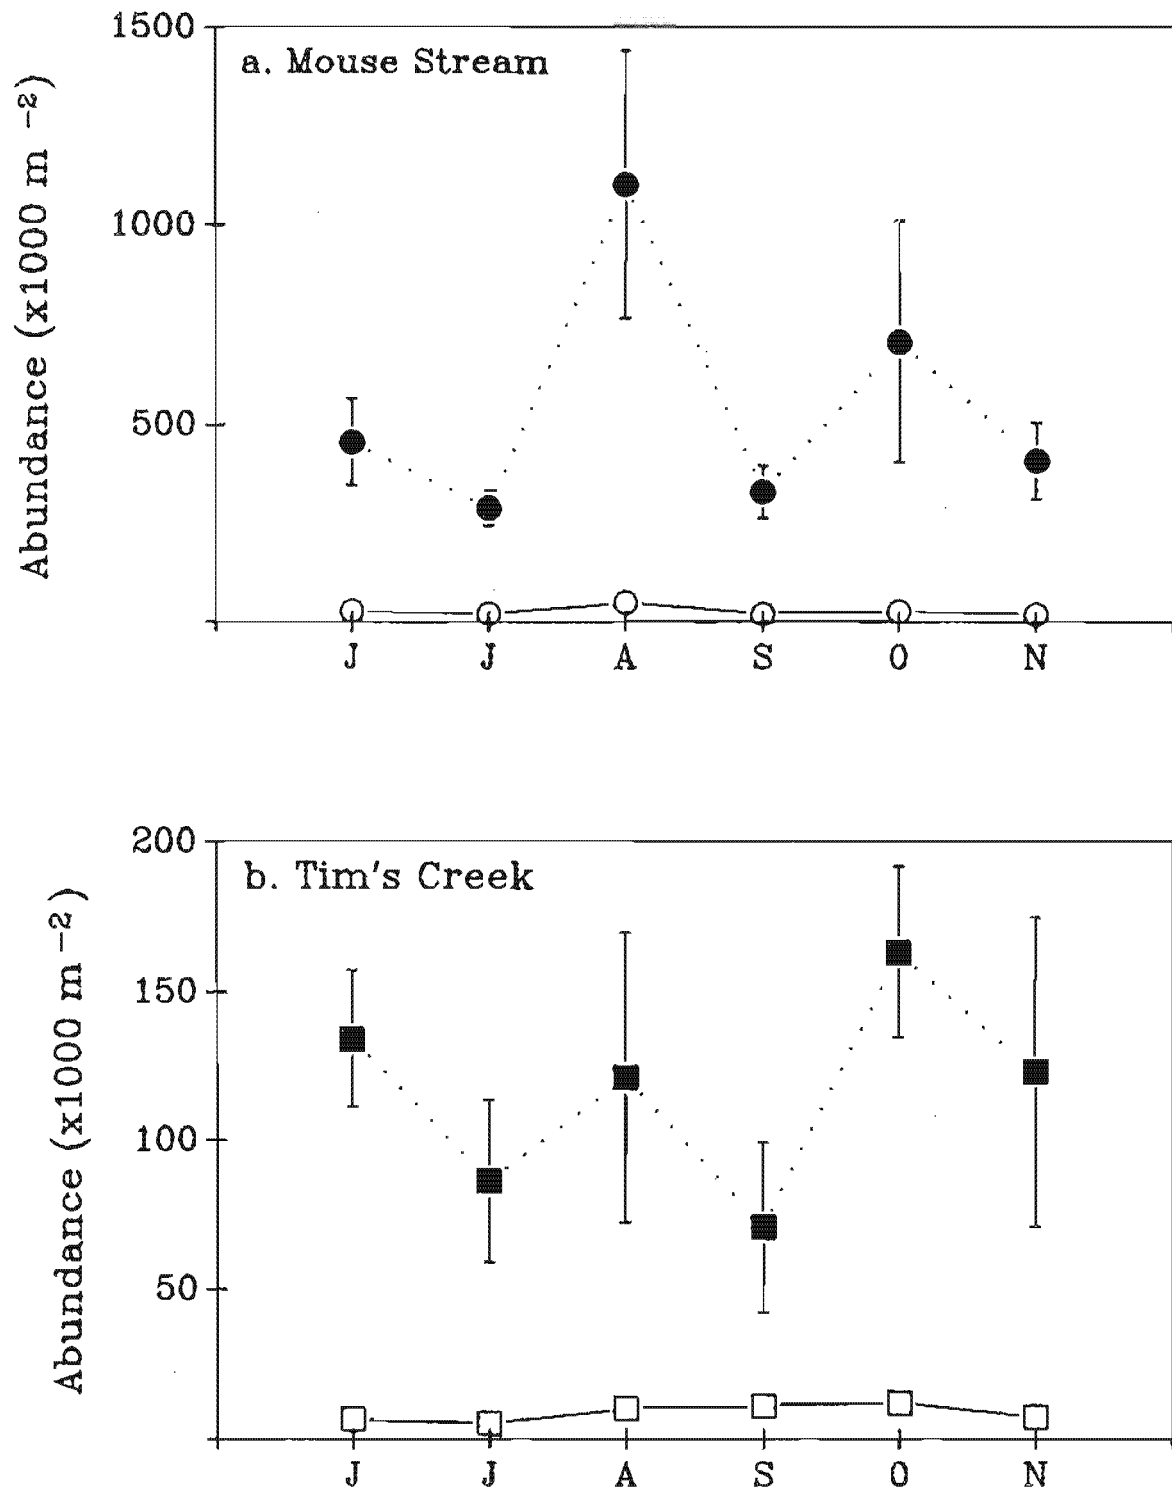 1500
a. Mouse Stream
1000
500
Abundance (x1000 m −2)
J J A S O N
200
b. Tim's Creek
150
100
50
Abundance (x1000 m −2)
J J A S O N